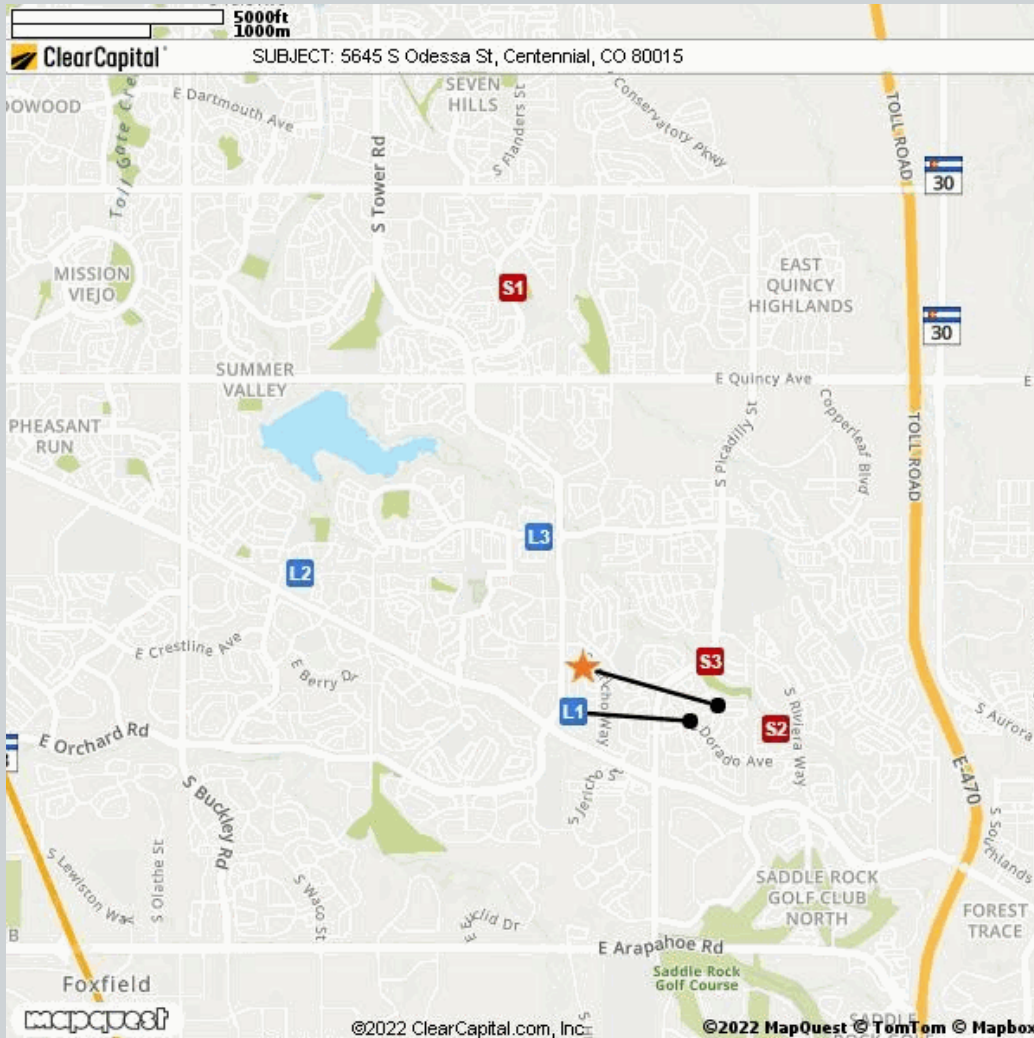 5000ft
1000m
ClearCapital
SUBJECT: 5645 S Odessa St, Centennial, CO 80015
SEVEN
HILLS
E Dartmouth Ave
S Flanders St
Conservatory Pkwy
Toll Gate Cre
S Tower Rd
TOLL ROAD
30
MISSION
VIEJO
S1
EAST
QUINCY
HIGHLANDS
30
SUMMER
VALLEY
E Quincy Ave
E
PHEASANT
RUN
S Picadilly St
Copperleaf Blvd
TOLL ROAD
L3
L2
E Crestline Ave
E Berry Dr
S3
L1
S2
S Riviera Way
Dorado Ave
E Orchard Rd
S Aurora
E-470
S Jericho St
S Buckley Rd
S Lewiston Way
S Olathe St
S Waco St
SADDLE ROCK
GOLF CLUB
NORTH
FOREST
TRACE
E Euclid Dr
B
E Arapahoe Rd
Saddle Rock
Golf Course
Foxfield
mapquest
©2022 ClearCapital.com, Inc.
©2022 MapQuest © TomTom © Mapbox
SADDLE